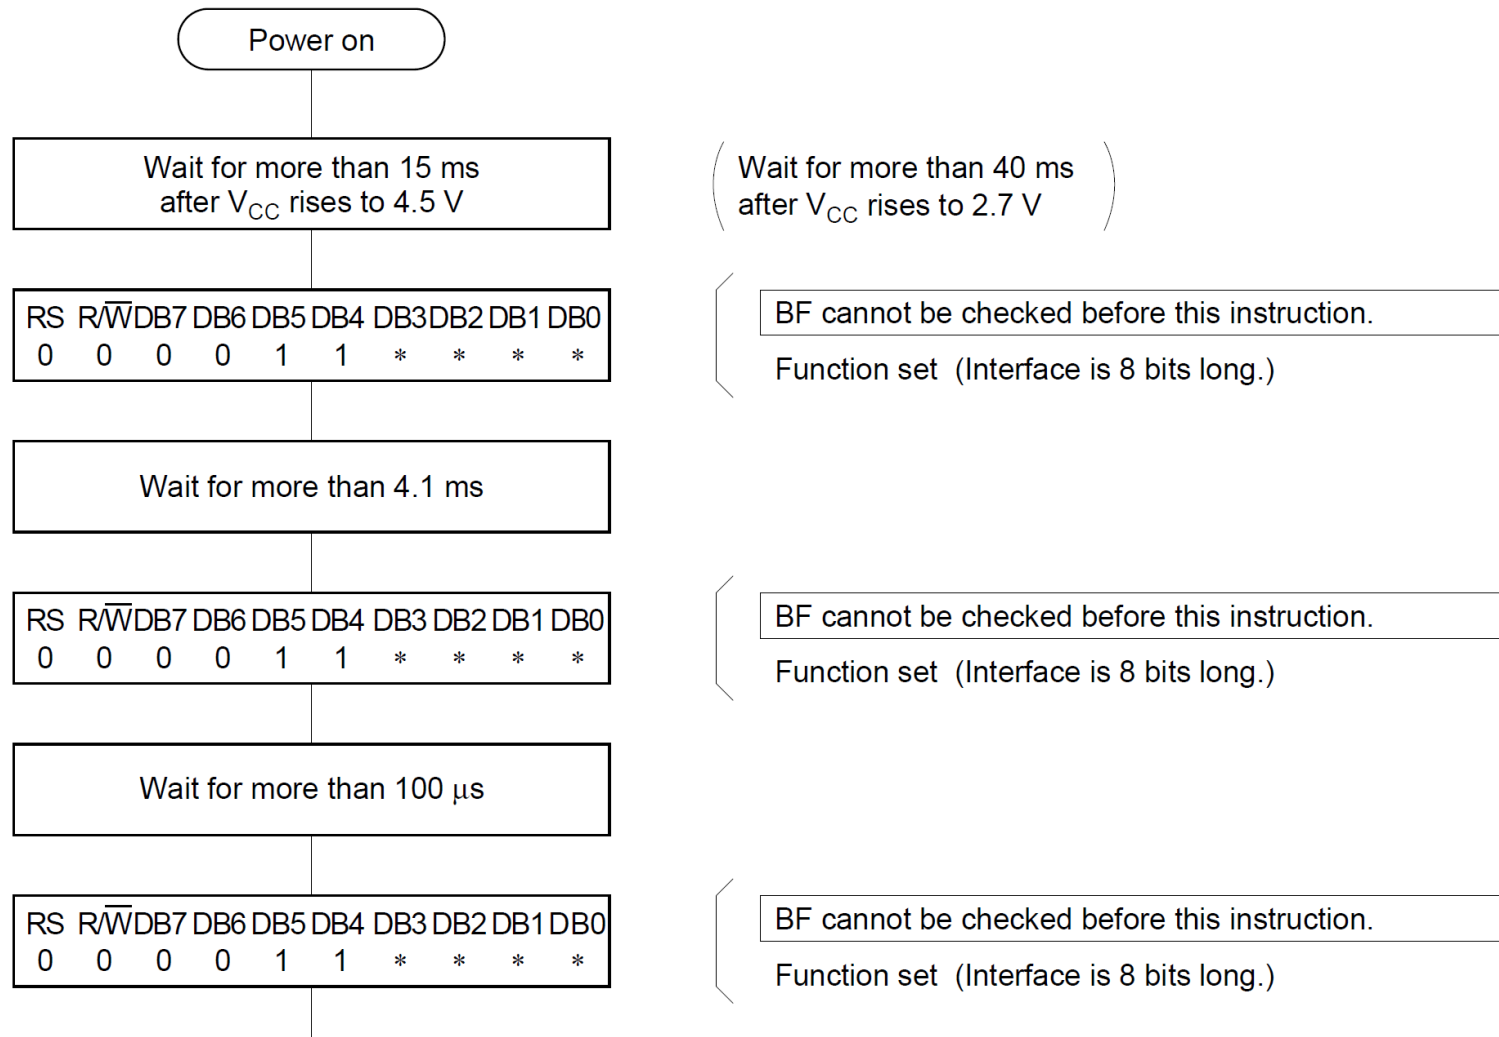 Power on
Wait for more than 15 ms
after VCC rises to 4.5 V
Wait for more than 40 ms
after VCC rises to 2.7 V
RS R/W̅ DB7 DB6 DB5 DB4 DB3 DB2 DB1 DB0
0 0 0 0 1 1 * * * *
BF cannot be checked before this instruction.
Function set (Interface is 8 bits long.)
Wait for more than 4.1 ms
RS R/W̅ DB7 DB6 DB5 DB4 DB3 DB2 DB1 DB0
0 0 0 0 1 1 * * * *
BF cannot be checked before this instruction.
Function set (Interface is 8 bits long.)
Wait for more than 100 μs
RS R/W̅ DB7 DB6 DB5 DB4 DB3 DB2 DB1 DB0
0 0 0 0 1 1 * * * *
BF cannot be checked before this instruction.
Function set (Interface is 8 bits long.)